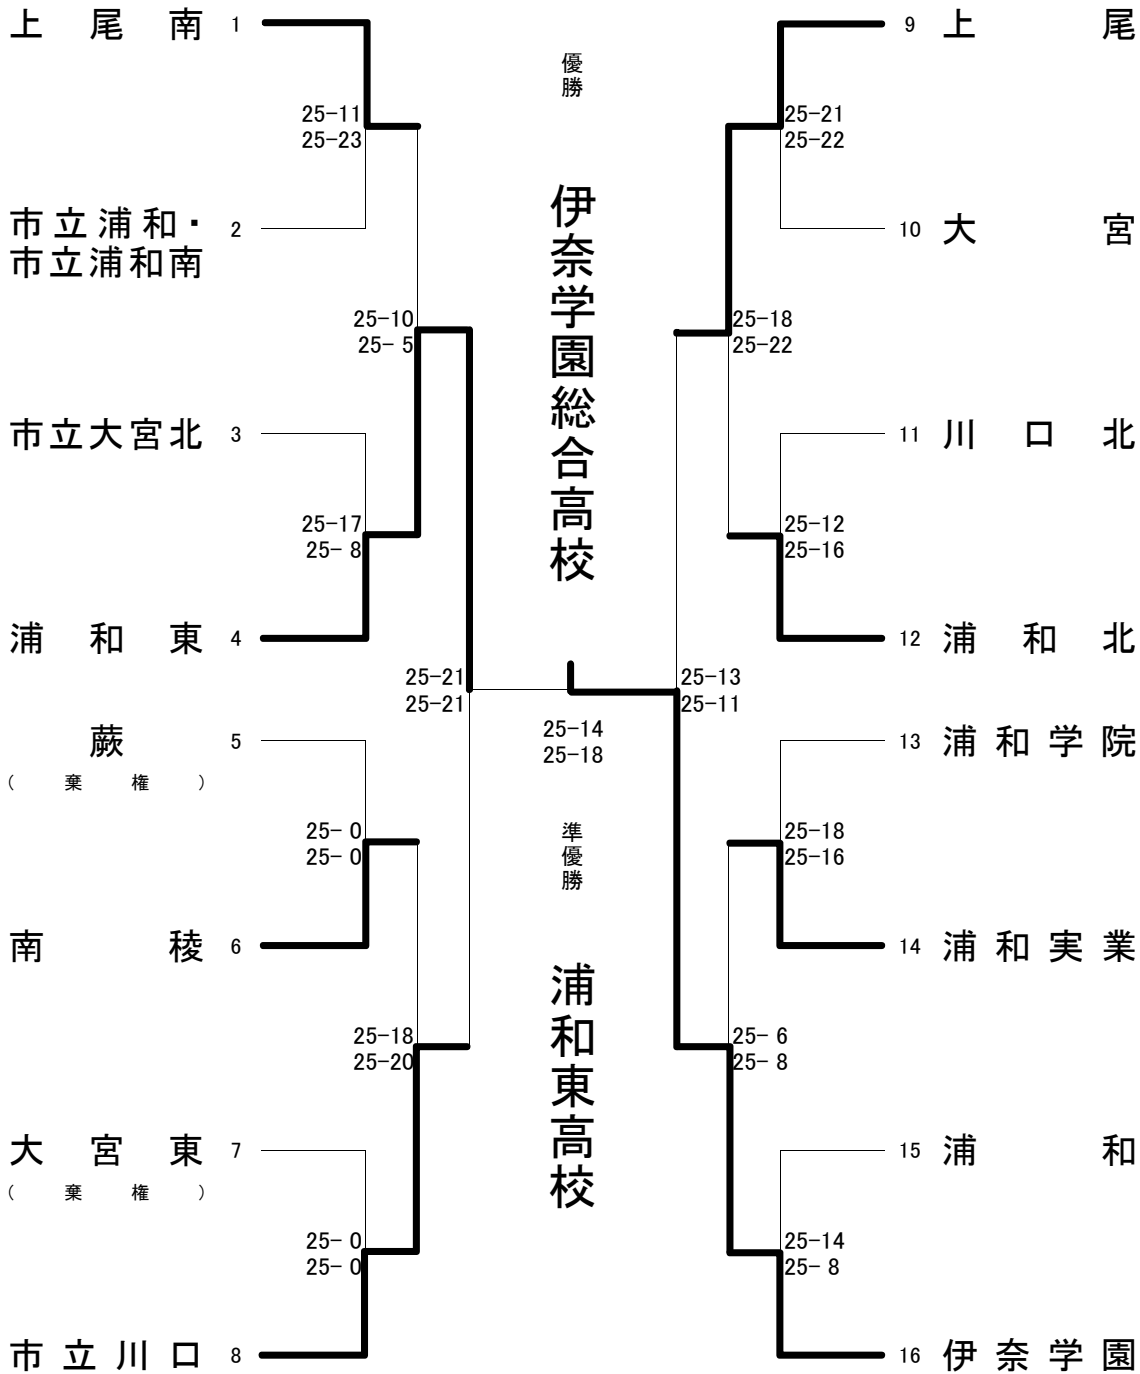 上尾南 1
25-11
25-23
市立浦和・
市立浦和南
2
25-10
25- 5
市立大宮北 3
25-17
25- 8
浦和東 4
25-21
25-21
蕨 5
(棄権)
25- 0
25- 0
南稜 6
25-18
25-20
大宮東 7
(棄権)
25- 0
25- 0
市立川口 8
優勝
伊奈学園総合高校
25-14
25-18
準優勝
浦和東高校
9 上尾
25-21
25-22
10 大宮
25-18
25-22
11 川口北
25-12
25-16
12 浦和北
25-13
25-11
13 浦和学院
25-18
25-16
14 浦和実業
25- 6
25- 8
15 浦和
25-14
25- 8
16 伊奈学園